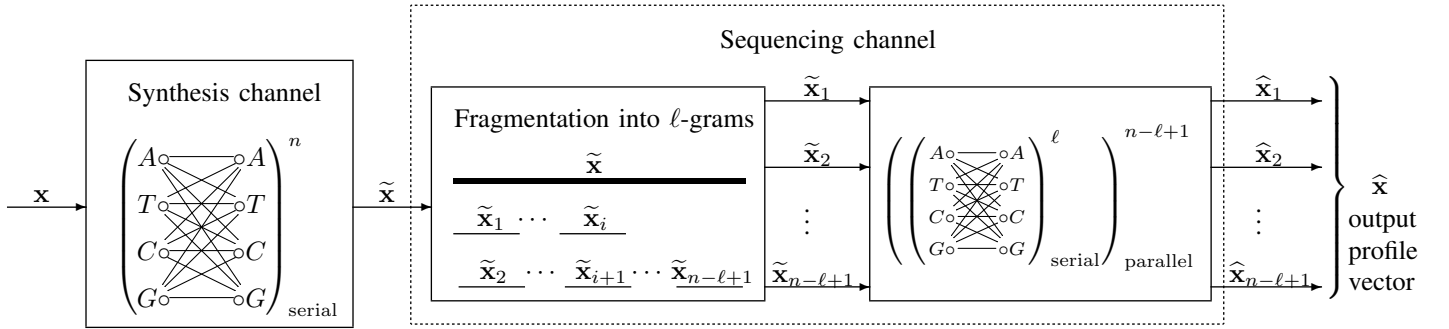 Sequencing channel
Synthesis channel
A A n
T T
C C
G G serial
x
x̃
Fragmentation into ℓ-grams
x̃
x̃₁ ⋯ x̃ᵢ
x̃₂ ⋯ x̃ᵢ₊₁ ⋯ x̃ₙ₋ℓ₊₁
x̃₁
x̃₂
⋮
x̃ₙ₋ℓ₊₁
A A ℓ n−ℓ+1
T T
C C
G G serial parallel
x̂₁
x̂₂
⋮
x̂ₙ₋ℓ₊₁
x̂
output
profile
vector